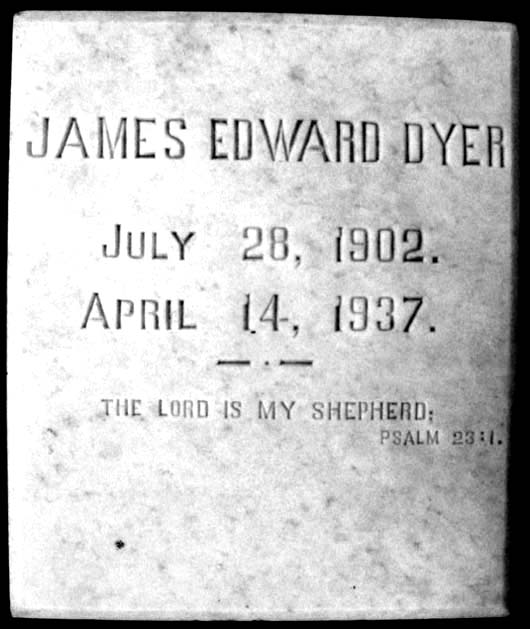 JAMES EDWARD DYER
JULY 28, 1902.
APRIL 14, 1937.
THE LORD IS MY SHEPHERD;
PSALM 23:1.